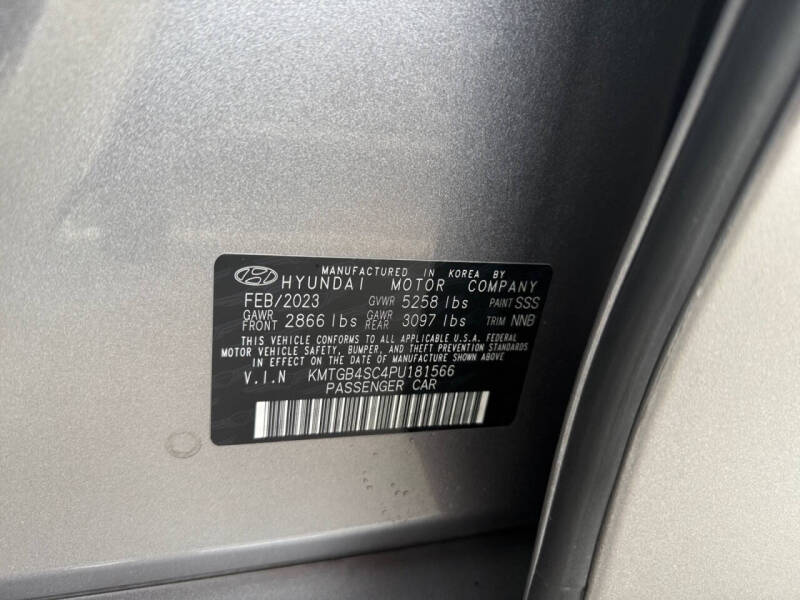 MANUFACTURED IN KOREA BY
HYUNDAI MOTOR COMPANY
FEB/2023 GVWR 5258 lbs PAINT SSS
GAWR FRONT 2866 lbs GAWR REAR 3097 lbs TRIM NNB
THIS VEHICLE CONFORMS TO ALL APPLICABLE U.S.A. FEDERAL
MOTOR VEHICLE SAFETY, BUMPER, AND THEFT PREVENTION STANDARDS
IN EFFECT ON THE DATE OF MANUFACTURE SHOWN ABOVE
V.I.N KMTGB4SC4PU181566
PASSENGER CAR